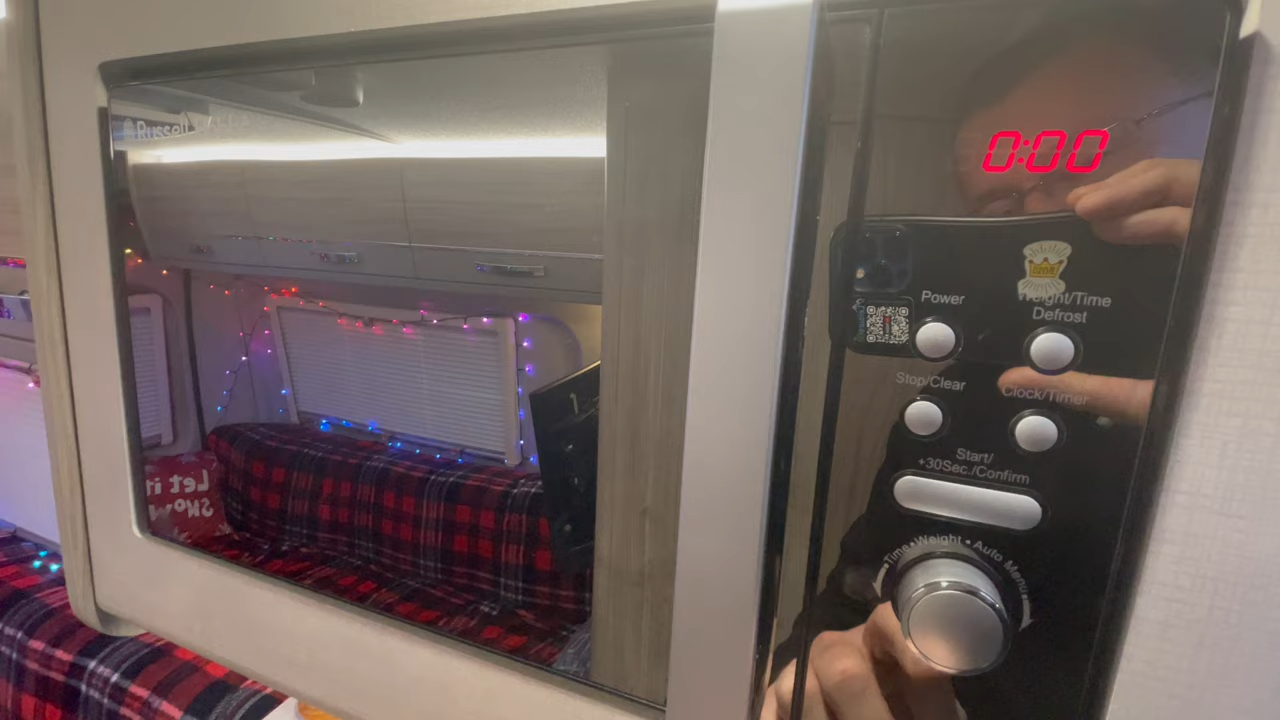 Russell
0:00
Power
Weight/Time
Defrost
Stop/Clear
Clock/Timer
Start/
+30Sec./Confirm
Time•Weight • Auto Menu
Let it
SNOW